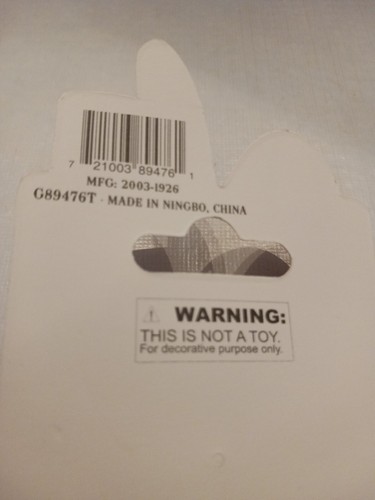 7 21003 89476 1
MFG: 2003-1926
G89476T · MADE IN NINGBO, CHINA
WARNING:
THIS IS NOT A TOY.
For decorative purpose only.